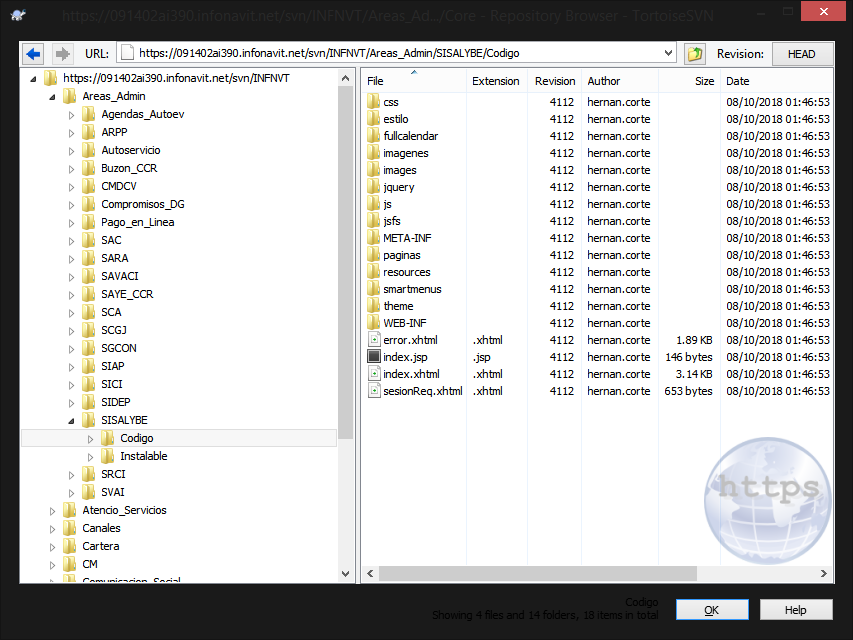 https://091402ai390.infonavit.net/svn/INFNVT/Areas_Ad.../Core - Repository Browser - TortoiseSVN
URL: https://091402ai390.infonavit.net/svn/INFNVT/Areas_Admin/SISALYBE/Codigo Revision: HEAD
https://091402ai390.infonavit.net/svn/INFNVT
Areas_Admin
Agendas_Autoev
ARPP
Autoservicio
Buzon_CCR
CMDCV
Compromisos_DG
Pago_en_Linea
SAC
SARA
SAVACI
SAYE_CCR
SCA
SCGJ
SGCON
SIAP
SICI
SIDEP
SISALYBE
Codigo
Instalable
SRCI
SVAI
Atencion_Servicios
Canales
Cartera
CM
Comunicacion_Social
File Extension Revision Author Size Date
css 4112 hernan.corte 08/10/2018 01:46:53
estilo 4112 hernan.corte 08/10/2018 01:46:53
fullcalendar 4112 hernan.corte 08/10/2018 01:46:53
imagenes 4112 hernan.corte 08/10/2018 01:46:53
images 4112 hernan.corte 08/10/2018 01:46:53
jquery 4112 hernan.corte 08/10/2018 01:46:53
js 4112 hernan.corte 08/10/2018 01:46:53
jsfs 4112 hernan.corte 08/10/2018 01:46:53
META-INF 4112 hernan.corte 08/10/2018 01:46:53
paginas 4112 hernan.corte 08/10/2018 01:46:53
resources 4112 hernan.corte 08/10/2018 01:46:53
smartmenus 4112 hernan.corte 08/10/2018 01:46:53
theme 4112 hernan.corte 08/10/2018 01:46:53
WEB-INF 4112 hernan.corte 08/10/2018 01:46:53
error.xhtml .xhtml 4112 hernan.corte 1.89 KB 08/10/2018 01:46:53
index.jsp .jsp 4112 hernan.corte 146 bytes 08/10/2018 01:46:53
index.xhtml .xhtml 4112 hernan.corte 3.14 KB 08/10/2018 01:46:53
sesionReq.xhtml .xhtml 4112 hernan.corte 653 bytes 08/10/2018 01:46:53
https
Codigo
Showing 4 files and 14 folders, 18 items in total
OK Help